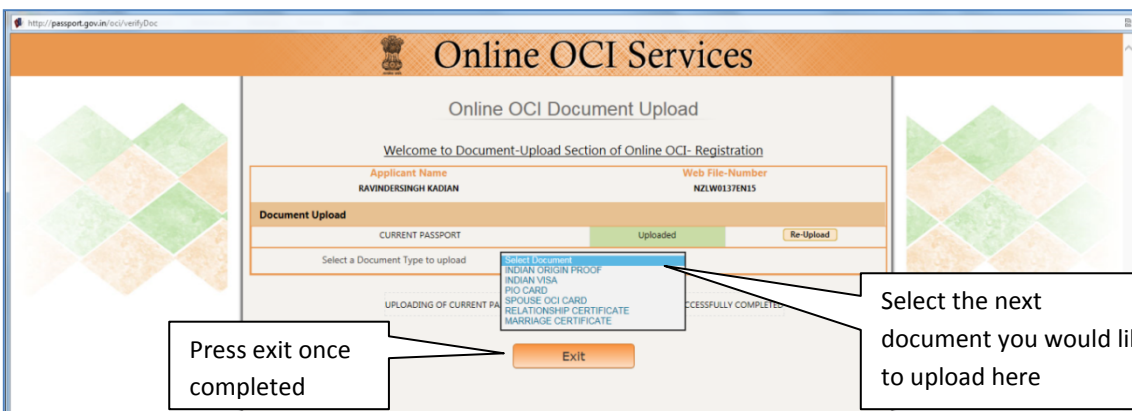 http://passport.gov.in/oci/verifyDoc
Online OCI Services
Online OCI Document Upload
Welcome to Document-Upload Section of Online OCI- Registration
Applicant Name Web File-Number
RAVINDERSINGH KADIAN NZLW0137EN15
Document Upload
CURRENT PASSPORT Uploaded Re-Upload
Select a Document Type to upload Select Document
INDIAN ORIGIN PROOF
INDIAN VISA
PIO CARD
SPOUSE OCI CARD
RELATIONSHIP CERTIFICATE
MARRIAGE CERTIFICATE
UPLOADING OF CURRENT COMPLETED
Exit
Press exit once
completed
Select the next
document you would
to upload here